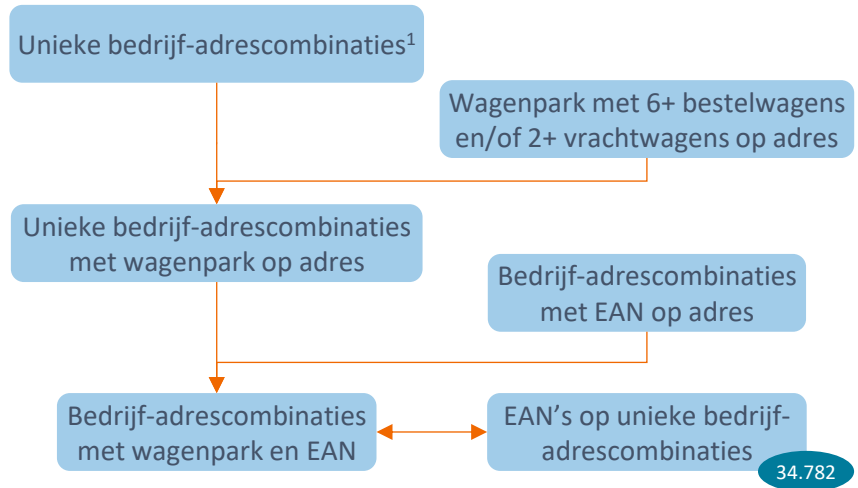 Unieke bedrijf-adrescombinaties¹
Wagenpark met 6+ bestelwagens
en/of 2+ vrachtwagens op adres
Unieke bedrijf-adrescombinaties
met wagenpark op adres
Bedrijf-adrescombinaties
met EAN op adres
Bedrijf-adrescombinaties
met wagenpark en EAN
EAN’s op unieke bedrijf-
adrescombinaties
34.782